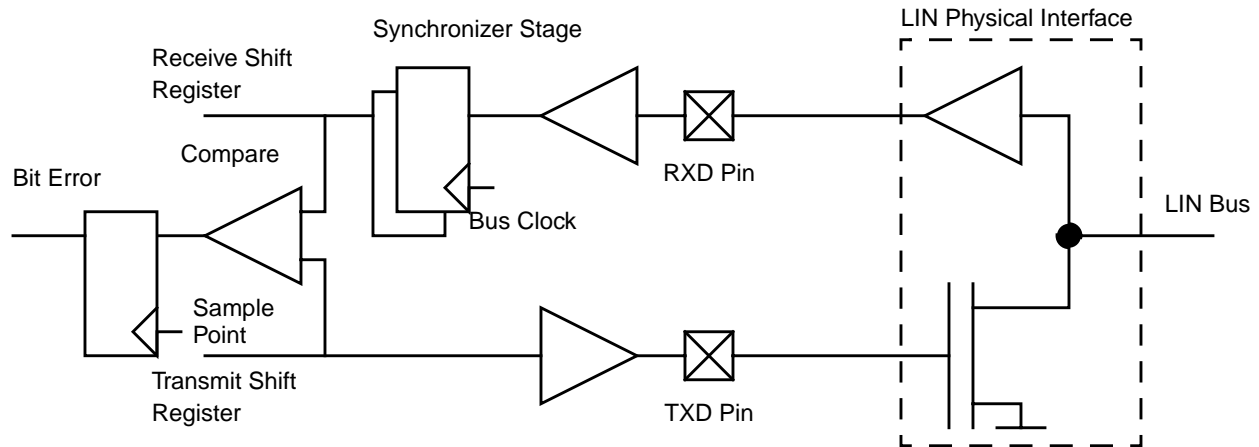 LIN Physical Interface
Synchronizer Stage
Receive Shift
Register
Compare
RXD Pin
Bit Error
Bus Clock
LIN Bus
Sample
Point
Transmit Shift
Register
TXD Pin